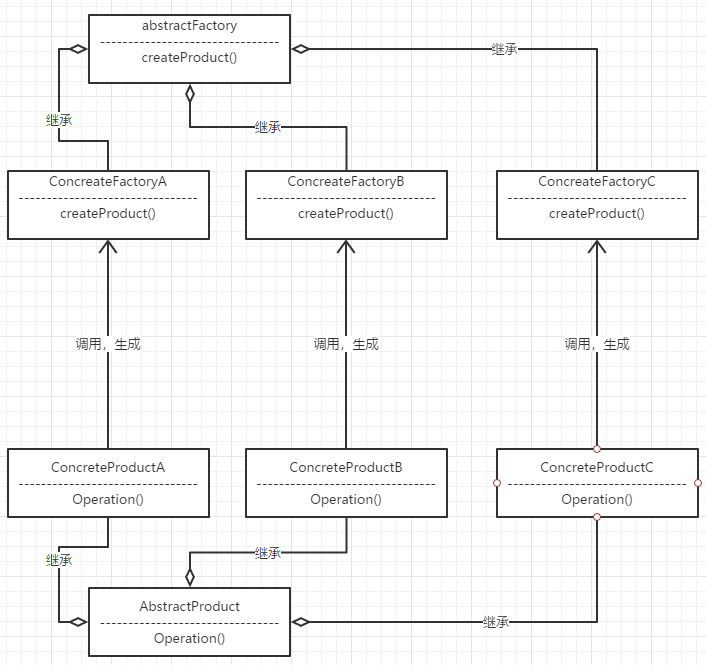 abstractFactory
createProduct()
继承
继承
继承
ConcreateFactoryA
createProduct()
ConcreateFactoryB
createProduct()
ConcreateFactoryC
createProduct()
调用，生成
调用，生成
调用，生成
ConcreteProductA
Operation()
ConcreteProductB
Operation()
ConcreteProductC
Operation()
继承
继承
继承
AbstractProduct
Operation()